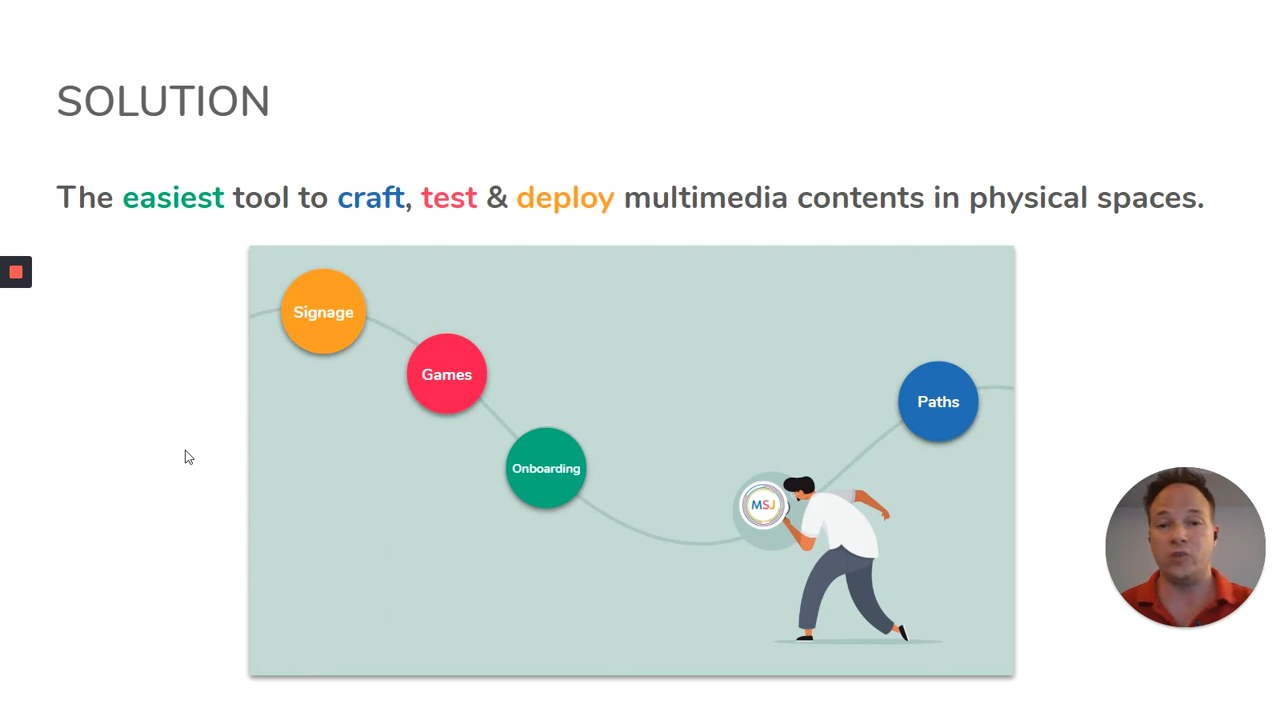 SOLUTION
The easiest tool to craft, test & deploy multimedia contents in physical spaces.
Signage
Games
Onboarding
MSJ
Paths